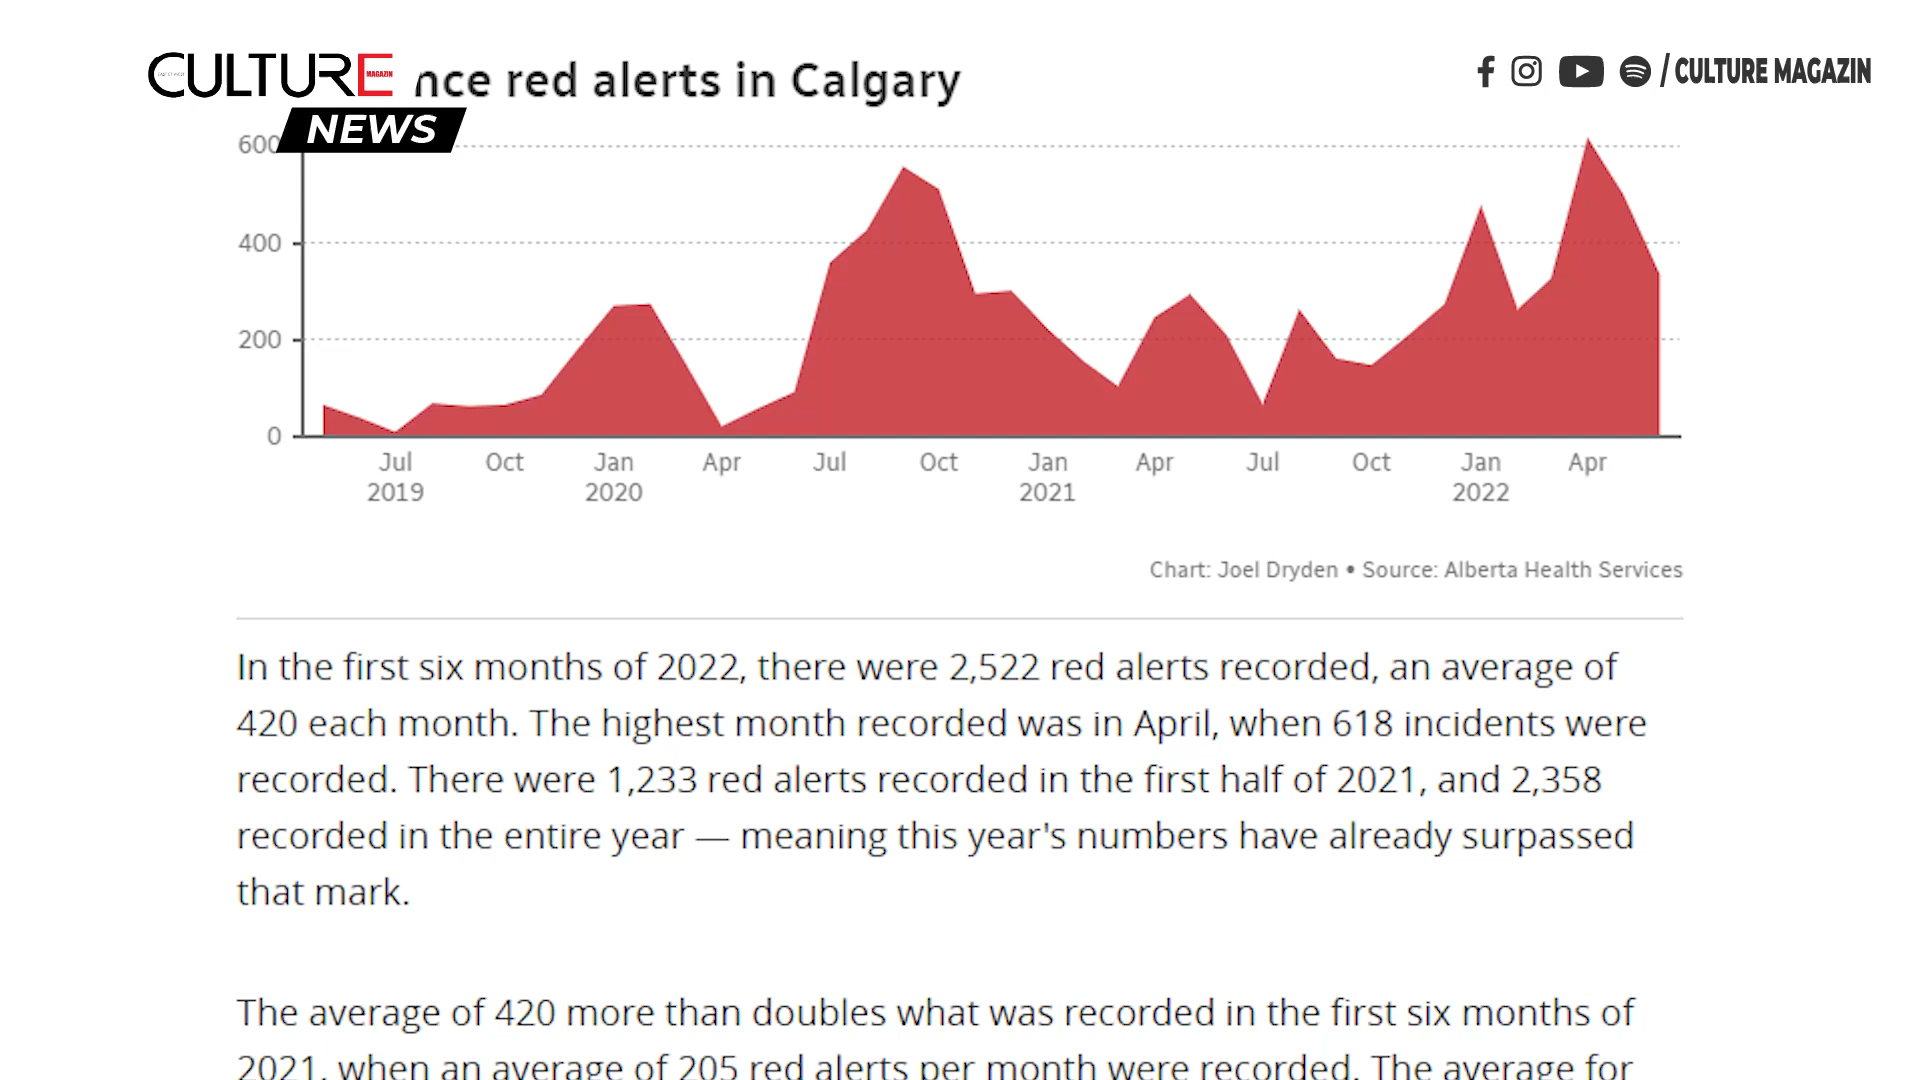 CULTURE
MAGAZIN
NEWS
nce red alerts in Calgary
/ CULTURE MAGAZIN
600
400
200
0
Jul Oct Jan Apr Jul Oct Jan Apr Jul Oct Jan Apr
2019 2020 2021 2022
Chart: Joel Dryden • Source: Alberta Health Services
In the first six months of 2022, there were 2,522 red alerts recorded, an average of
420 each month. The highest month recorded was in April, when 618 incidents were
recorded. There were 1,233 red alerts recorded in the first half of 2021, and 2,358
recorded in the entire year — meaning this year's numbers have already surpassed
that mark.
The average of 420 more than doubles what was recorded in the first six months of
2021, when an average of 205 red alerts per month were recorded. The average for